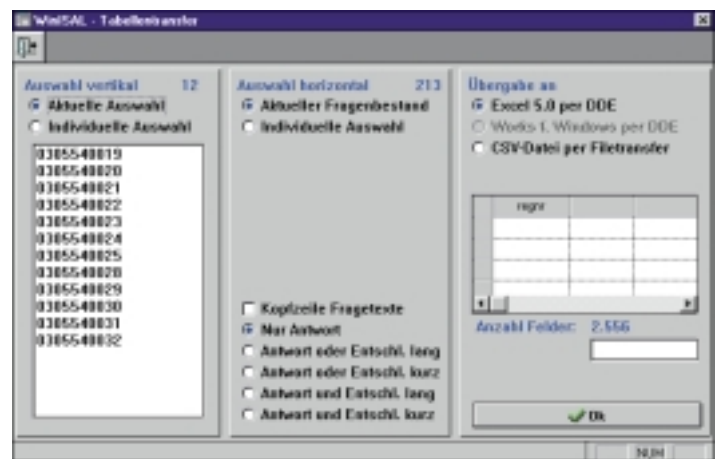 WinISAL - Tabellentransfer
Auswahl vertikal 12
Aktuelle Auswahl
Individuelle Auswahl
0305540019
0305540020
0305540021
0305540022
0305540023
0305540024
0305540025
0305540028
0305540029
0305540030
0305540031
0305540032
Auswahl horizontal 213
Aktueller Fragenbestand
Individuelle Auswahl
Kopfzeile Fragetexte
Nur Antwort
Antwort oder Entschl. lang
Antwort oder Entschl. kurz
Antwort und Entschl. lang
Antwort und Entschl. kurz
Übergabe an
Excel 5.0 per DDE
Works f. Windows per DDE
CSV-Datei per Filetransfer
regnr
Anzahl Felder: 2.556
Ok
NUM